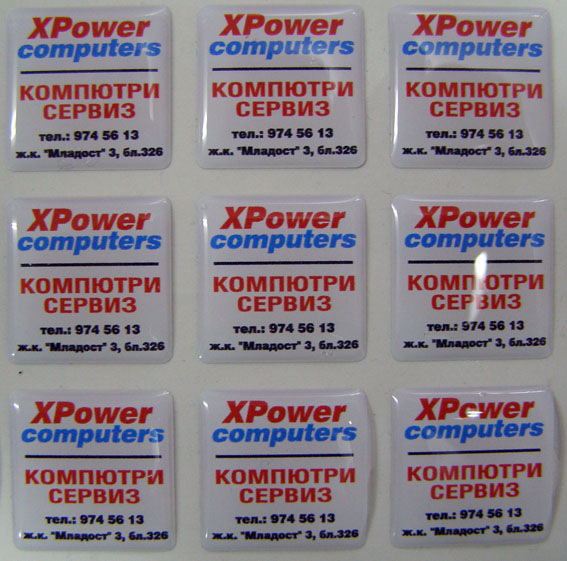 XPower XPower XPower
computers computers computers
КОМПЮТРИ КОМПЮТРИ КОМПЮТРИ
СЕРВИЗ СЕРВИЗ СЕРВИЗ
тел.: 974 56 13 тел.: 974 56 13 тел.: 974 56 13
ж.к. "Младост" 3, бл.326 ж.к. "Младост" 3, бл.326 ж.к. "Младост" 3, бл.326
XPower XPower XPower
computers computers computers
КОМПЮТРИ КОМПЮТРИ КОМПЮТРИ
СЕРВИЗ СЕРВИЗ СЕРВИЗ
тел.: 974 56 13 тел.: 974 56 13 тел.: 974 56 13
ж.к. "Младост" 3, бл.326 ж.к. "Младост" 3, бл.326 ж.к. "Младост" 3, бл.326
XPower XPower XPower
computers computers computers
КОМПЮТРИ КОМПЮТРИ КОМПЮТРИ
СЕРВИЗ СЕРВИЗ СЕРВИЗ
тел.: 974 56 13 тел.: 974 56 13 тел.: 974 56 13
ж.к. "Младост" 3, бл.326 ж.к. "Младост" 3, бл.326 ж.к. "Младост" 3, бл.326